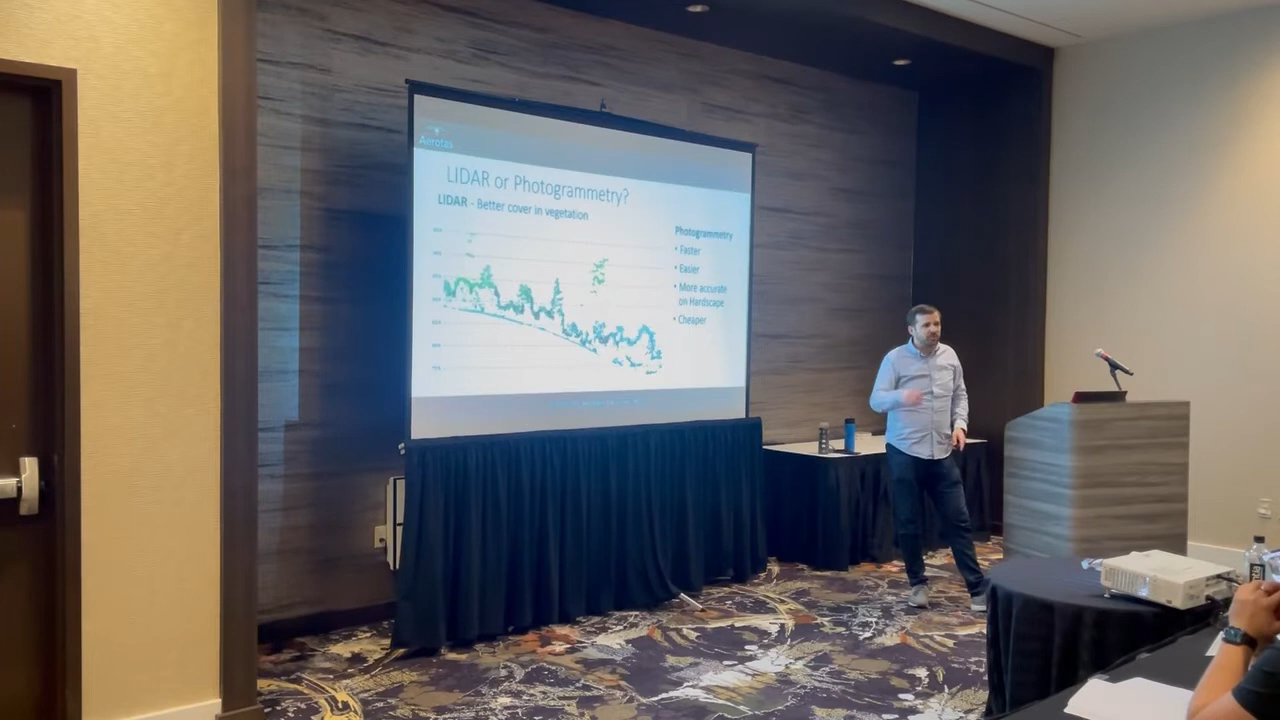 Aerotas
LIDAR or Photogrammetry?
LIDAR - Better cover in vegetation
Photogrammetry
• Faster
• Easier
• More accurate
on Hardscape
• Cheaper